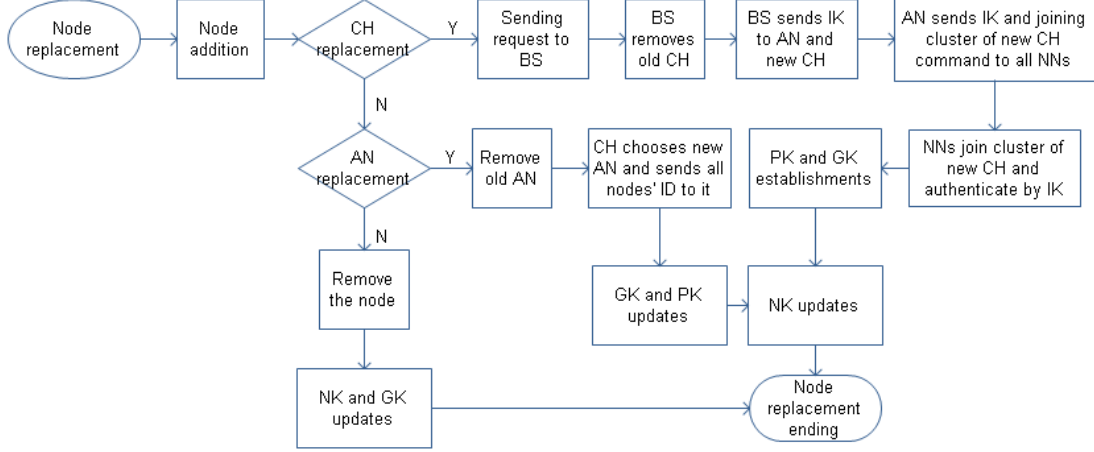 Node
replacement
Node
addition
CH
replacement
Y
Sending
request to
BS
BS
removes
old CH
BS sends IK
to AN and
new CH
AN sends IK and joining
cluster of new CH
command to all NNs
N
AN
replacement
Y
Remove
old AN
CH chooses new
AN and sends all
nodes' ID to it
PK and GK
establishments
NNs join cluster of
new CH and
authenticate by IK
N
Remove
the node
GK and PK
updates
NK updates
NK and GK
updates
Node
replacement
ending